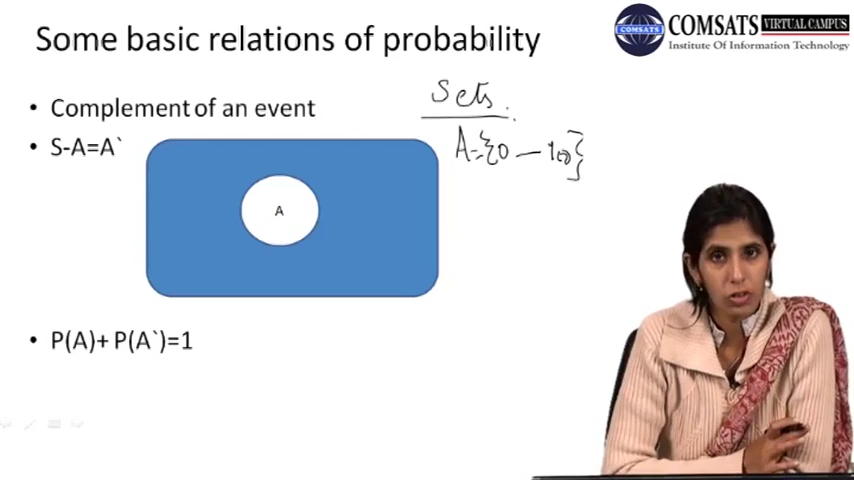 Some basic relations of probability
COMSATS VIRTUAL CAMPUS
COMSATS
Institute Of Information Technology
• Complement of an event
Sets
• S-A=A`
A={0 — 100}
A
• P(A)+ P(A`)=1